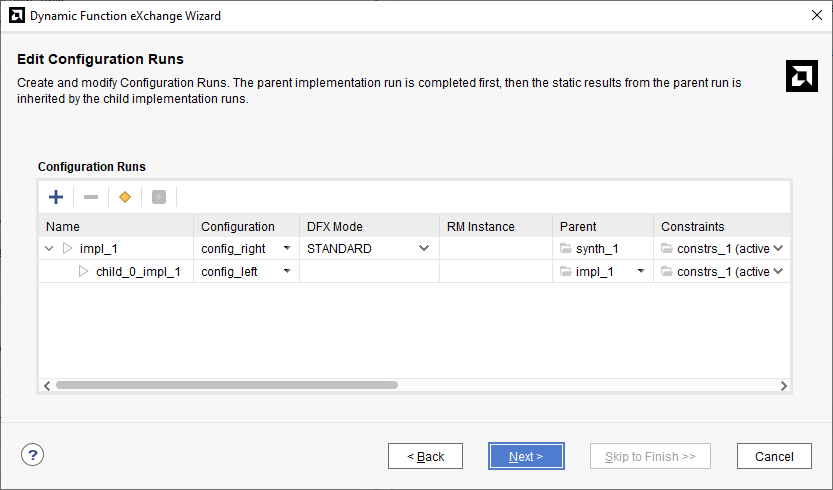 Dynamic Function eXchange Wizard
Edit Configuration Runs
Create and modify Configuration Runs. The parent implementation run is completed first, then the static results from the parent run is
inherited by the child implementation runs.
Configuration Runs
Name Configuration DFX Mode RM Instance Parent Constraints
impl_1 config_right STANDARD synth_1 constrs_1 (active
child_0_impl_1 config_left impl_1 constrs_1 (active
? < Back Next > Skip to Finish >> Cancel